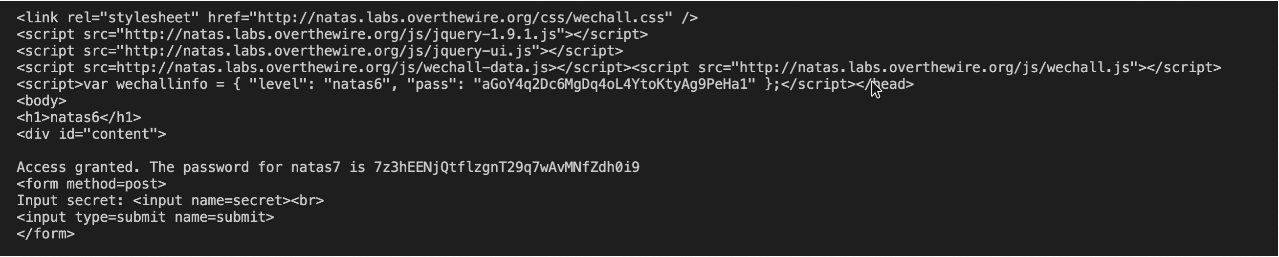 <link rel="stylesheet" href="http://natas.labs.overthewire.org/css/wechall.css" />
<script src="http://natas.labs.overthewire.org/js/jquery-1.9.1.js"></script>
<script src="http://natas.labs.overthewire.org/js/jquery-ui.js"></script>
<script src=http://natas.labs.overthewire.org/js/wechall-data.js></script><script src="http://natas.labs.overthewire.org/js/wechall.js"></script>
<script>var wechallinfo = { "level": "natas6", "pass": "aGoY4q2Dc6MgDq4oL4YtoKtyAg9PeHa1" };</script></head>
<body>
<h1>natas6</h1>
<div id="content">
Access granted. The password for natas7 is 7z3hEENjQtflzgnT29q7wAvMNfZdh0i9
<form method=post>
Input secret: <input name=secret><br>
<input type=submit name=submit>
</form>